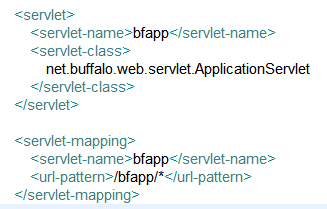 <servlet>
<servlet-name>bfapp</servlet-name>
<servlet-class>
net.buffalo.web.servlet.ApplicationServlet
</servlet-class>
</servlet>
<servlet-mapping>
<servlet-name>bfapp</servlet-name>
<url-pattern>/bfapp/*</url-pattern>
</servlet-mapping>